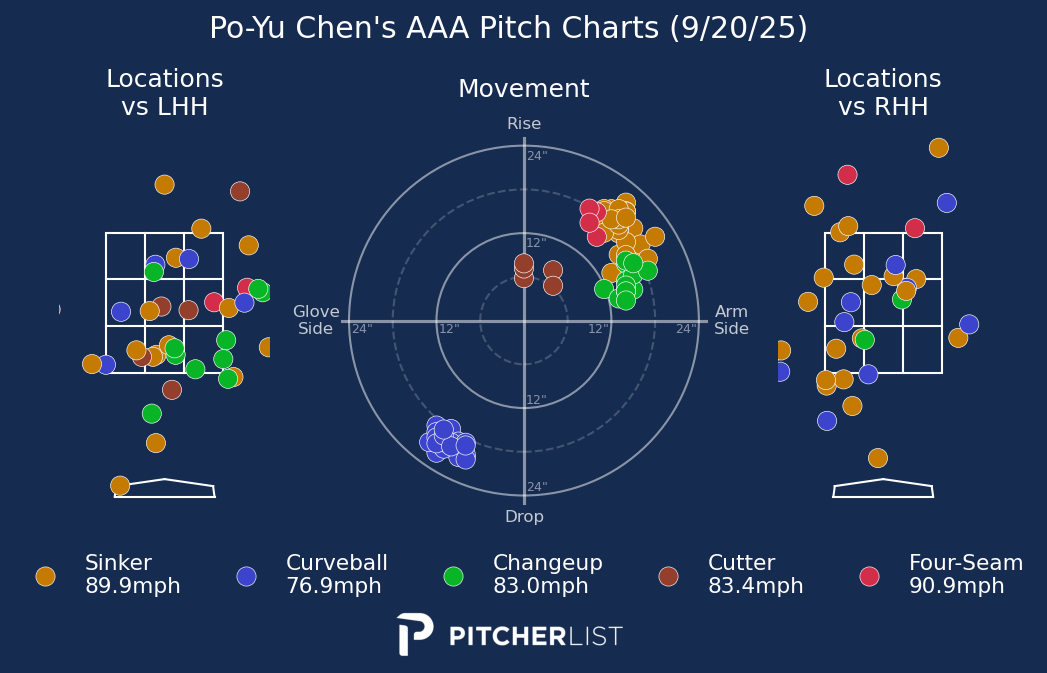 Po-Yu Chen's AAA Pitch Charts (9/20/25)
Locations
vs LHH
Movement
Locations
vs RHH
Rise
24"
12"
Glove
Side
24"
12"
12"
24"
Arm
Side
12"
24"
Drop
Sinker
89.9mph
Curveball
76.9mph
Changeup
83.0mph
Cutter
83.4mph
Four-Seam
90.9mph
PITCHERLIST